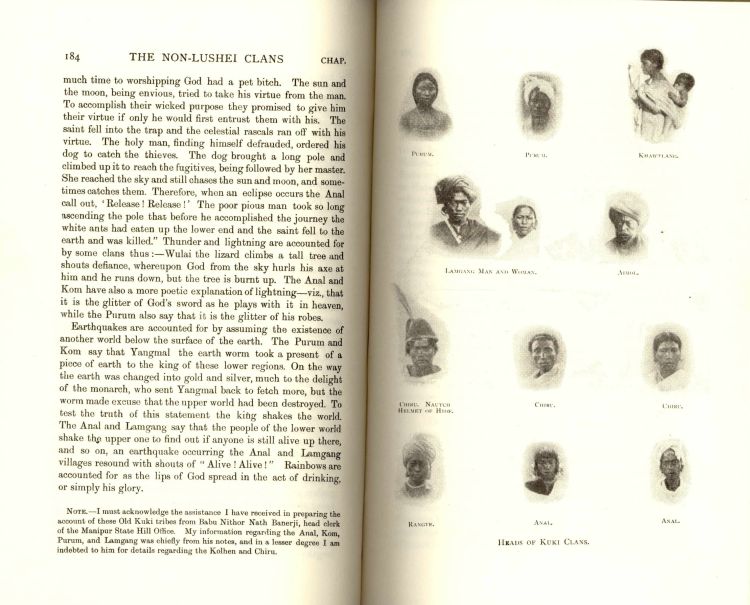 184 THE NON-LUSHEI CLANS CHAP.
much time to worshipping God had a pet bitch. The sun and
the moon, being envious, tried to take his virtue from the man.
To accomplish their wicked purpose they promised to give him
their virtue if only he would first entrust them with his. The
saint fell into the trap and the celestial rascals ran off with his
virtue. The holy man, finding himself defrauded, ordered his
dog to catch the thieves. The dog brought a long pole and
climbed up it to reach the fugitives, being followed by her master.
She reached the sky and still chases the sun and moon, and some-
times catches them. Therefore, when an eclipse occurs the Anal
call out, 'Release! Release!' The poor pious man took so long
ascending the pole that before he accomplished the journey the
white ants had eaten up the lower end and the saint fell to the
earth and was killed." Thunder and lightning are accounted for
by some clans thus:—Wulai the lizard climbs a tall tree and
shouts defiance, whereupon God from the sky hurls his axe at
him and he runs down, but the tree is burnt up. The Anal and
Kom have also a more poetic explanation of lightning—viz., that
it is the glitter of God's sword as he plays with it in heaven,
while the Purum also say that it is the glitter of his robes.
Earthquakes are accounted for by assuming the existence of
another world below the surface of the earth. The Purum and
Kom say that Yangmal the earth worm took a present of a
piece of earth to the king of these lower regions. On the way
the earth was changed into gold and silver, much to the delight
of the monarch, who sent Yangmal back to fetch more, but the
worm made excuse that the upper world had been destroyed. To
test the truth of this statement the king shakes the world.
The Anal and Lamgang say that the people of the lower world
shake the upper one to find out if anyone is still alive up there,
and so on, an earthquake occurring the Anal and Lamgang
villages resound with shouts of "Alive! Alive!" Rainbows are
accounted for as the lips of God spread in the act of drinking,
or simply his glory.
NOTE.—I must acknowledge the assistance I have received in preparing the
account of these Old Kuki tribes from Babu Nithor Nath Banerji, head clerk
of the Manipur State Hill Office. My information regarding the Anal, Kom,
Purum, and Lamgang was chiefly from his notes, and in a lesser degree I am
indebted to him for details regarding the Kolhen and Chiru.
PURUM. PURUM. KHAWTLANG.
LAMGANG MAN AND WOMAN. AIMOL.
CHIRU. NAUTCH
HELMET OF HION. CHIRU. CHIRU.
RANGTE. ANAL. ANAL.
HEADS OF KUKI CLANS.